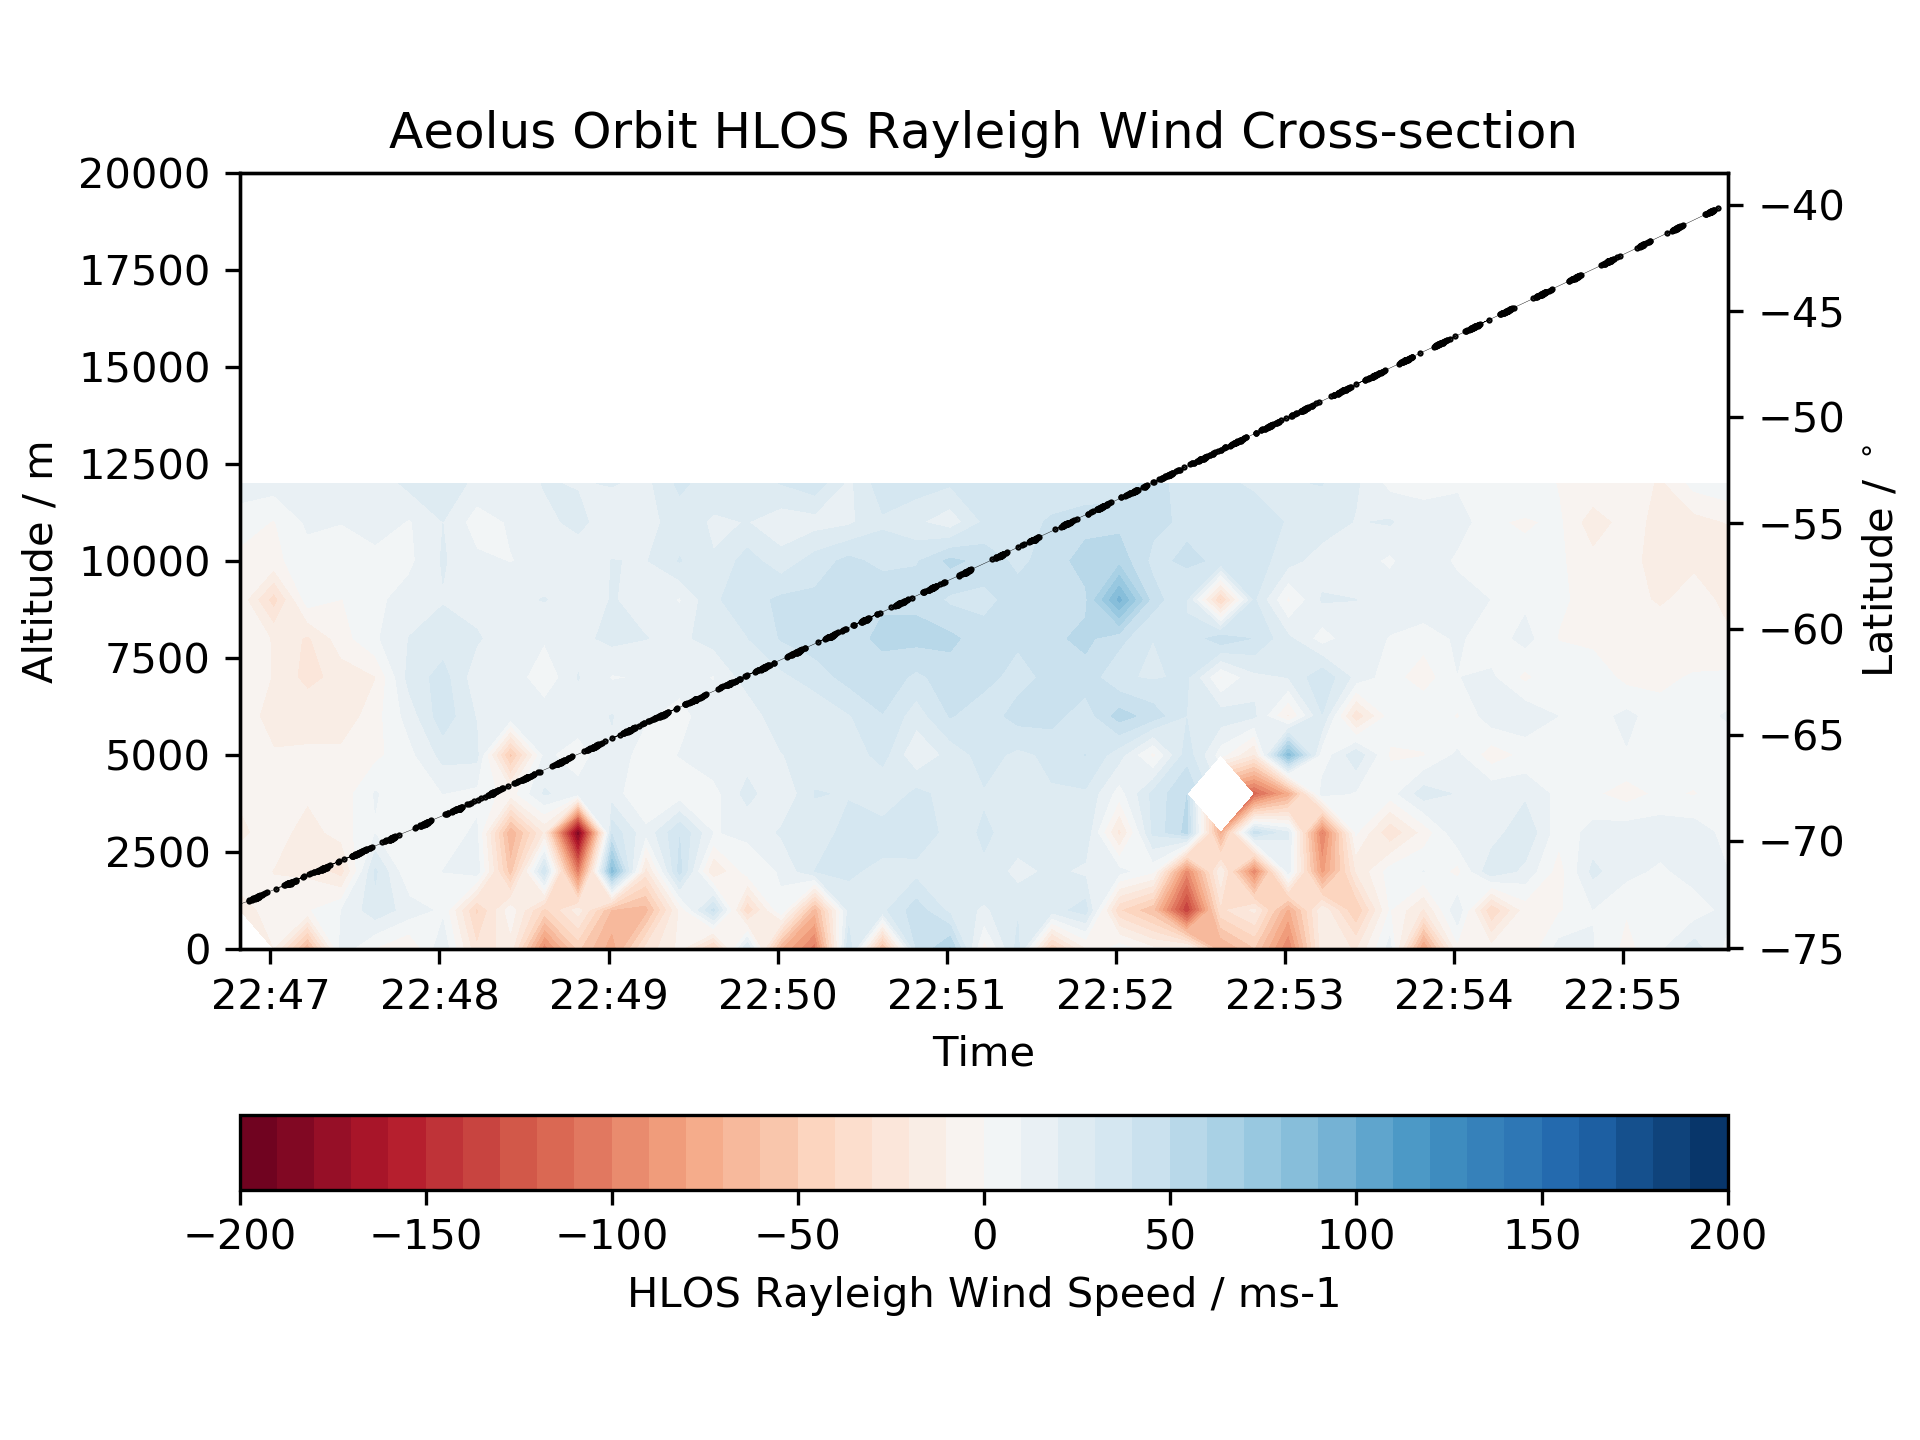 Aeolus Orbit HLOS Rayleigh Wind Cross-section
20000
17500
15000
12500
10000
7500
5000
2500
0
Altitude / m
−40
−45
−50
−55
−60
−65
−70
−75
Latitude / °
22:47 22:48 22:49 22:50 22:51 22:52 22:53 22:54 22:55
Time
−200 −150 −100 −50 0 50 100 150 200
HLOS Rayleigh Wind Speed / ms-1